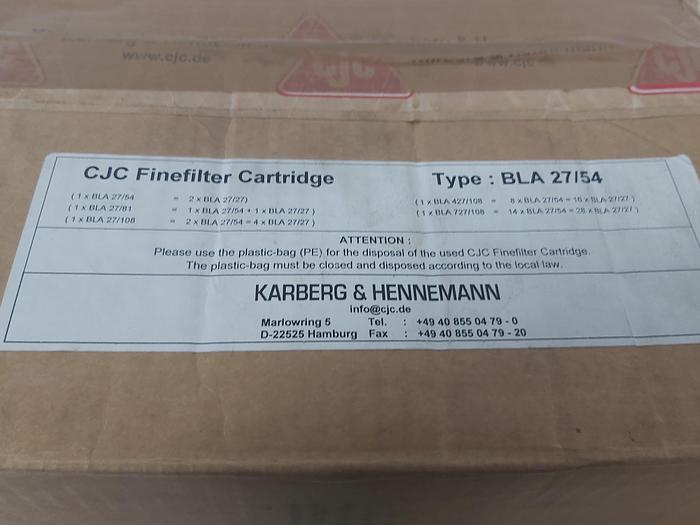 www.cjc.de
cjc
www.cjc.de
CJC Finefilter Cartridge
Type : BLA 27/54
( 1 x BLA 27/54 = 2 x BLA 27/27)
( 1 x BLA 27/81 = 1 x BLA 27/54 + 1 x BLA 27/27 )
( 1 x BLA 27/108 = 2 x BLA 27/54 = 4 x BLA 27/27 )
( 1 x BLA 427/108 = 8 x BLA 27/54 = 16 x BLA 27/27 )
( 1 x BLA 727/108 = 14 x BLA 27/54 = 28 x BLA 27/27 )
ATTENTION :
Please use the plastic-bag (PE) for the disposal of the used CJC Finefilter Cartridge.
The plastic-bag must be closed and disposed according to the local law.
KARBERG & HENNEMANN
info@cjc.de
Marlowring 5 Tel. : +49 40 855 04 79 - 0
D-22525 Hamburg Fax : +49 40 855 04 79 - 20